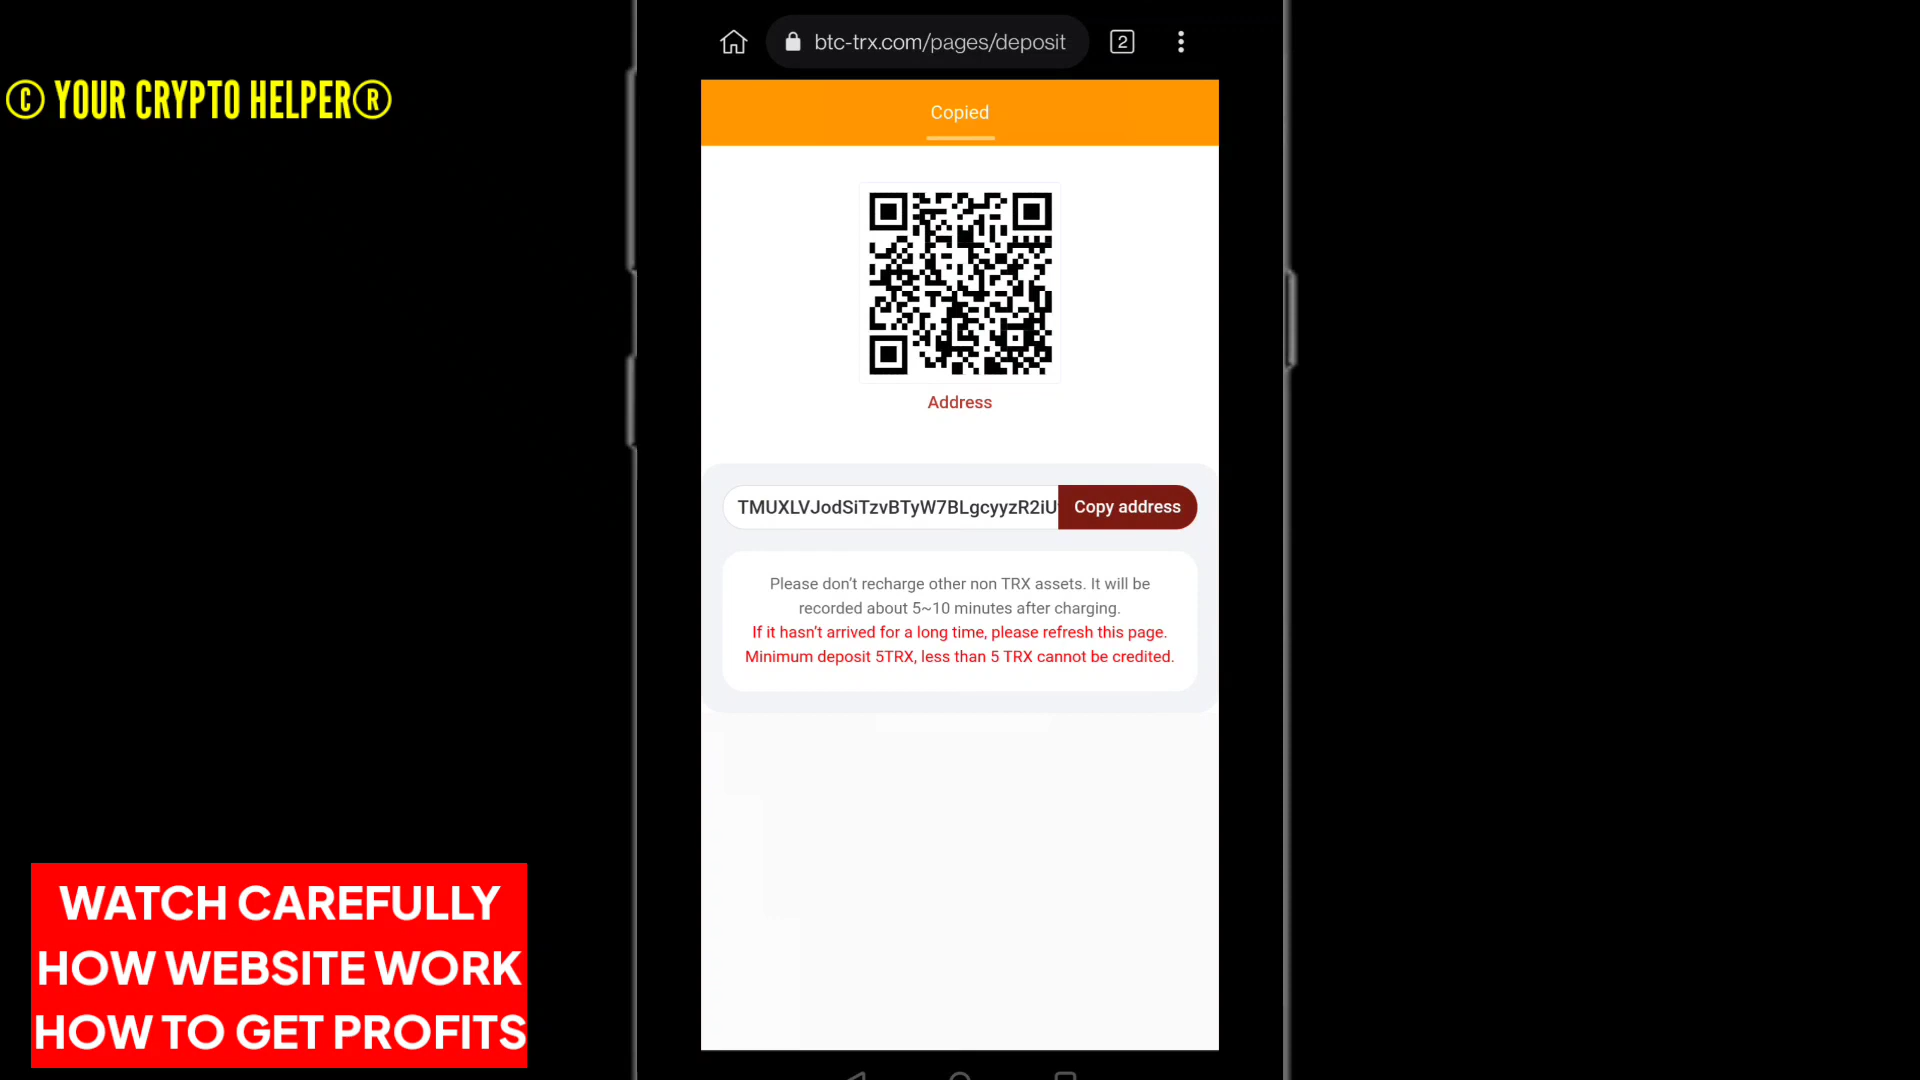 btc-trx.com/pages/deposit
2
© YOUR CRYPTO HELPER®
Copied
Address
TMUXLVJodSiTzvBTyW7BLgcyyzR2iU
Copy address
Please don't recharge other non TRX assets. It will be
recorded about 5~10 minutes after charging.
If it hasn't arrived for a long time, please refresh this page.
Minimum deposit 5TRX, less than 5 TRX cannot be credited.
WATCH CAREFULLY
HOW WEBSITE WORK
HOW TO GET PROFITS